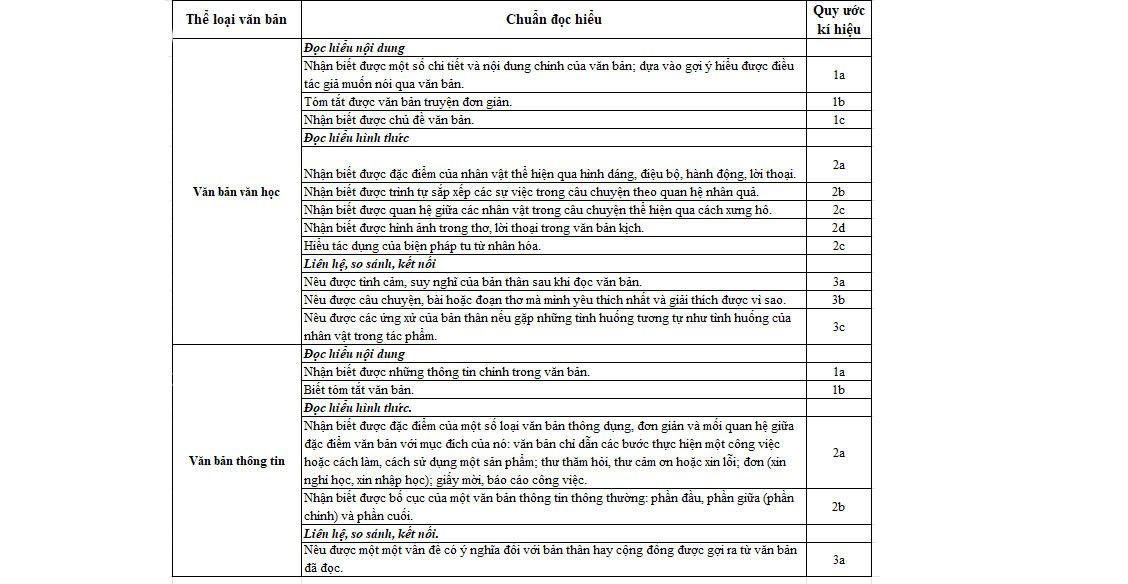 Thể loại văn bản
Chuẩn đọc hiểu
Quy ước
kí hiệu
Đọc hiểu nội dung
Nhận biết được một số chi tiết và nội dung chính của văn bản; dựa vào gợi ý hiểu được điều
tác giả muốn nói qua văn bản.
1a
Tóm tắt được văn bản truyện đơn giản.
1b
Nhận biết được chủ đề văn bản.
1c
Đọc hiểu hình thức
Văn bản văn học
Nhận biết được đặc điểm của nhân vật thể hiện qua hình dáng, điệu bộ, hành động, lời thoại.
2a
Nhận biết được trình tự sắp xếp các sự việc trong câu chuyện theo quan hệ nhân quả.
2b
Nhận biết được quan hệ giữa các nhân vật trong câu chuyện thể hiện qua cách xưng hô.
2c
Nhận biết được hình ảnh trong thơ, lời thoại trong văn bản kịch.
2d
Hiểu tác dụng của biện pháp tu từ nhân hóa.
2c
Liên hệ, so sánh, kết nối
Nêu được tình cảm, suy nghĩ của bản thân sau khi đọc văn bản.
3a
Nêu được câu chuyện, bài hoặc đoạn thơ mà mình yêu thích nhất và giải thích được vì sao.
3b
Nêu được các ứng xử của bản thân nếu gặp những tình huống tương tự như tình huống của
nhân vật trong tác phẩm.
3c
Đọc hiểu nội dung
Nhận biết được những thông tin chính trong văn bản.
1a
Biết tóm tắt văn bản.
1b
Đọc hiểu hình thức.
Văn bản thông tin
Nhận biết được đặc điểm của một số loại văn bản thông dụng, đơn giản và mối quan hệ giữa
đặc điểm văn bản với mục đích của nó: văn bản chỉ dẫn các bước thực hiện một công việc
hoặc cách làm, cách sử dụng một sản phẩm; thư thăm hỏi, thư cảm ơn hoặc xin lỗi; đơn (xin
nghỉ học, xin nhập học); giấy mời, báo cáo công việc.
2a
Nhận biết được bố cục của một văn bản thông tin thông thường: phần đầu, phần giữa (phần
chính) và phần cuối.
2b
Liên hệ, so sánh, kết nối.
Nêu được một một vấn đề có ý nghĩa đối với bản thân hay cộng đồng được gợi ra từ văn bản
đã đọc.
3a